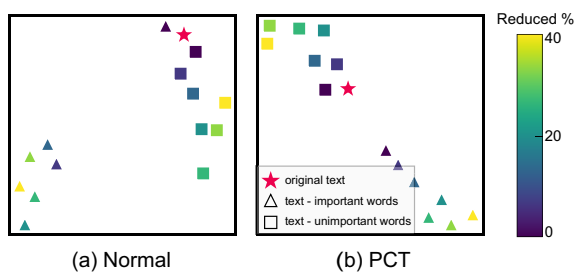 Reduced %
40
20
0
original text
text - important words
text - unimportant words
(a) Normal
(b) PCT